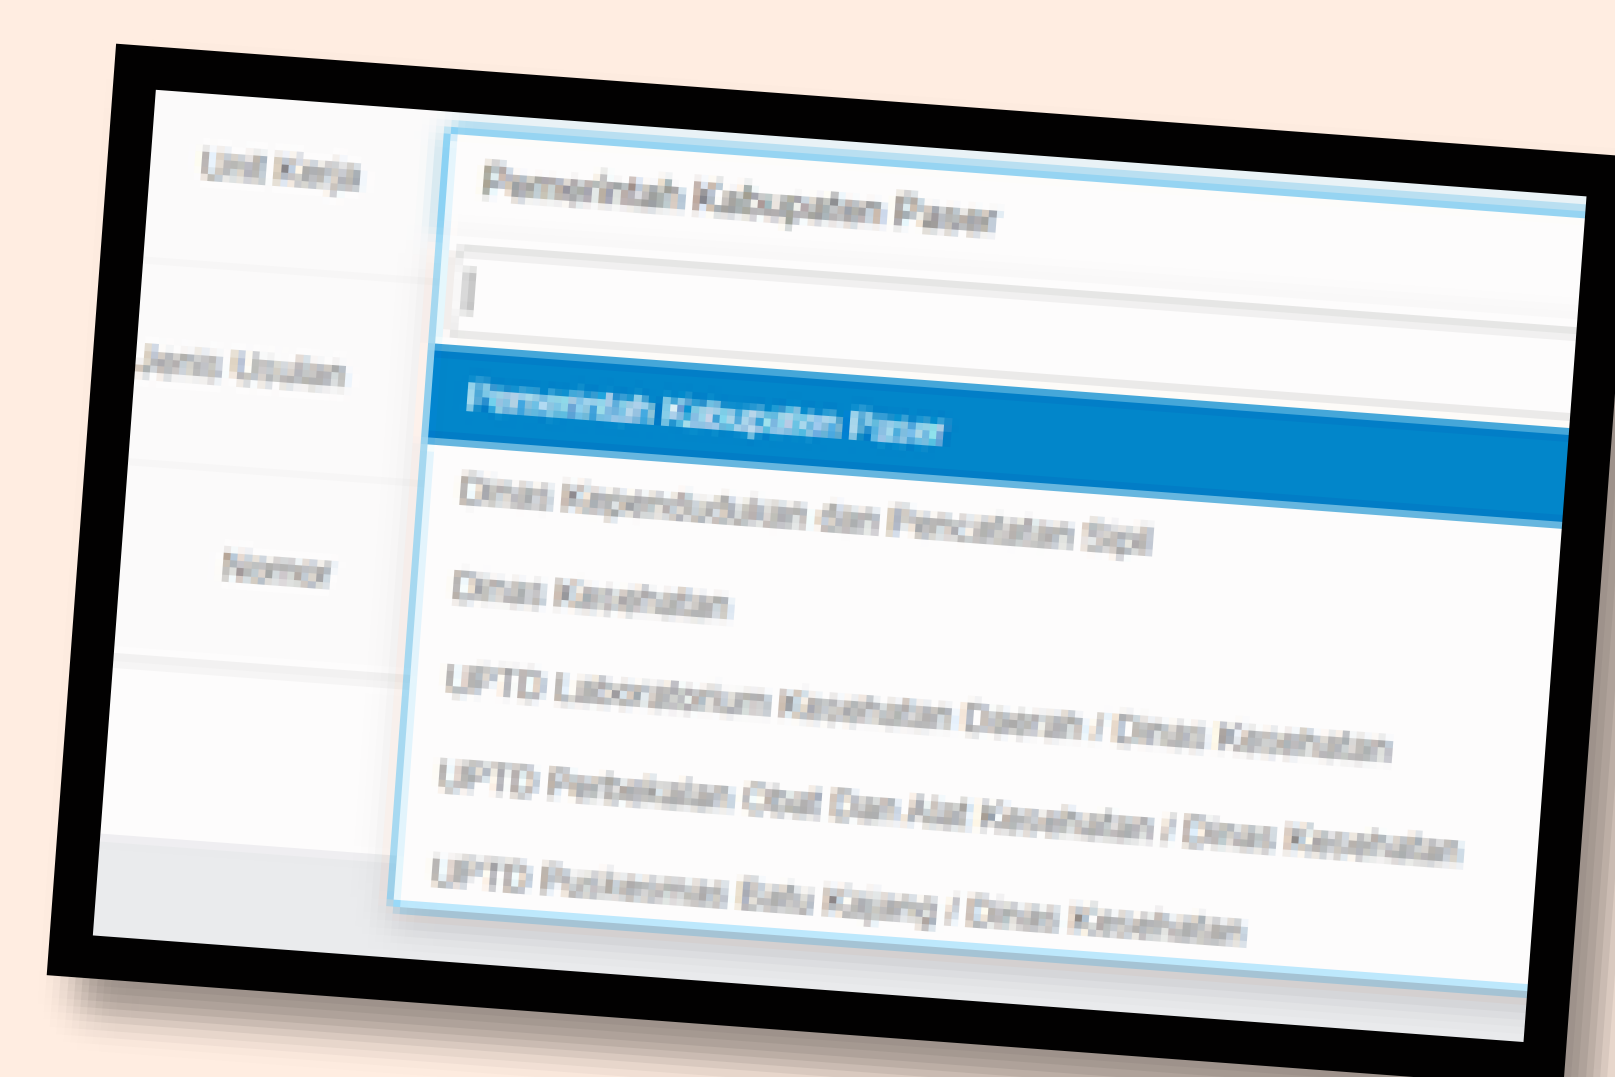 Unit Kerja
Pemerintah Kabupaten Paser
Jenis Usulan
Pemerintah Kabupaten Paser
Dinas Kependudukan dan Pencatatan Sipil
Nomor
Dinas Kesehatan
UPTD Laboratorium Kesehatan Daerah / Dinas Kesehatan
UPTD Perbekalan Obat Dan Alat Kesehatan / Dinas Kesehatan
UPTD Puskesmas Batu Kajang / Dinas Kesehatan